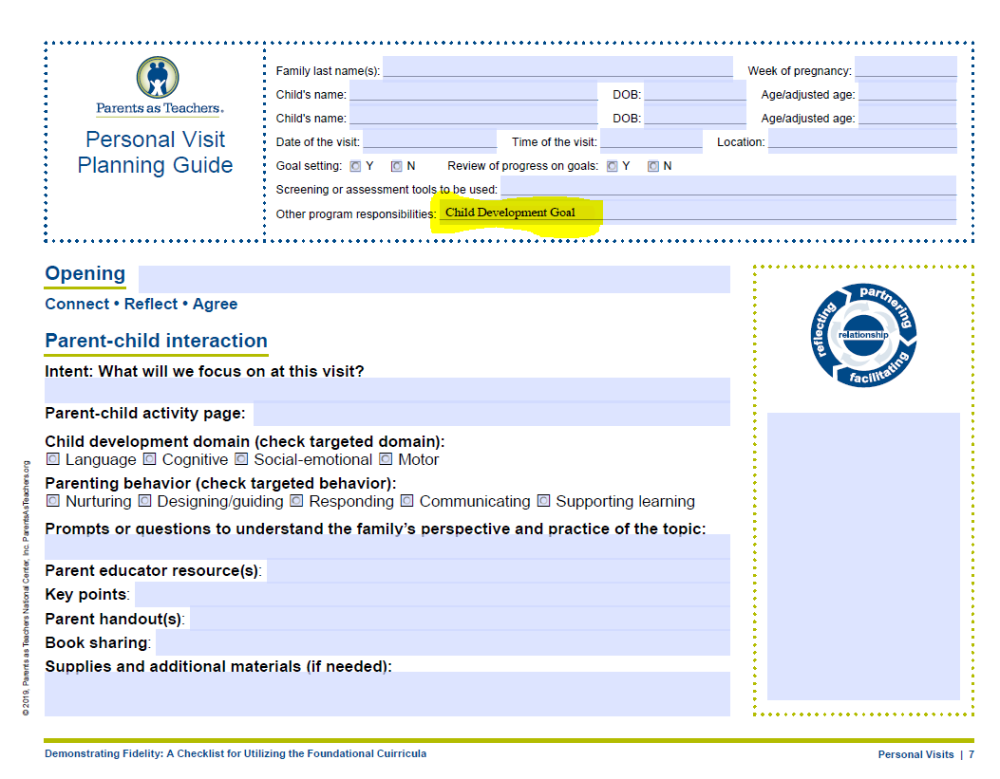 Parents as Teachers®
Personal Visit
Planning Guide
Family last name(s): Week of pregnancy:
Child's name: DOB: Age/adjusted age:
Child's name: DOB: Age/adjusted age:
Date of the visit: Time of the visit: Location:
Goal setting: Y N Review of progress on goals: Y N
Screening or assessment tools to be used:
Other program responsibilities: Child Development Goal
Opening
Connect • Reflect • Agree
Parent-child interaction
Intent: What will we focus on at this visit?
Parent-child activity page:
Child development domain (check targeted domain):
Language Cognitive Social-emotional Motor
Parenting behavior (check targeted behavior):
Nurturing Designing/guiding Responding Communicating Supporting learning
Prompts or questions to understand the family's perspective and practice of the topic:
Parent educator resource(s):
Key points:
Parent handout(s):
Book sharing:
Supplies and additional materials (if needed):
partnering
reflecting
relationship
facilitating
© 2019, Parents as Teachers National Center, Inc. ParentsAsTeachers.org
Demonstrating Fidelity: A Checklist for Utilizing the Foundational Cuirricula
Personal Visits | 7